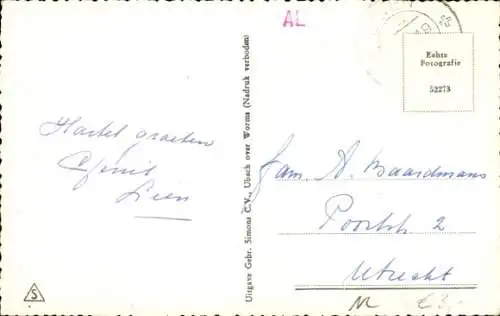 AL
Echte
Fotografie
52273
Hartel groeten
Lien
Uitgave Gebr. Simons C.V., Ubach over Worms (Nadruk verboden)
Fam. A. Baardmans
Poortstr. 2
Utrecht
S